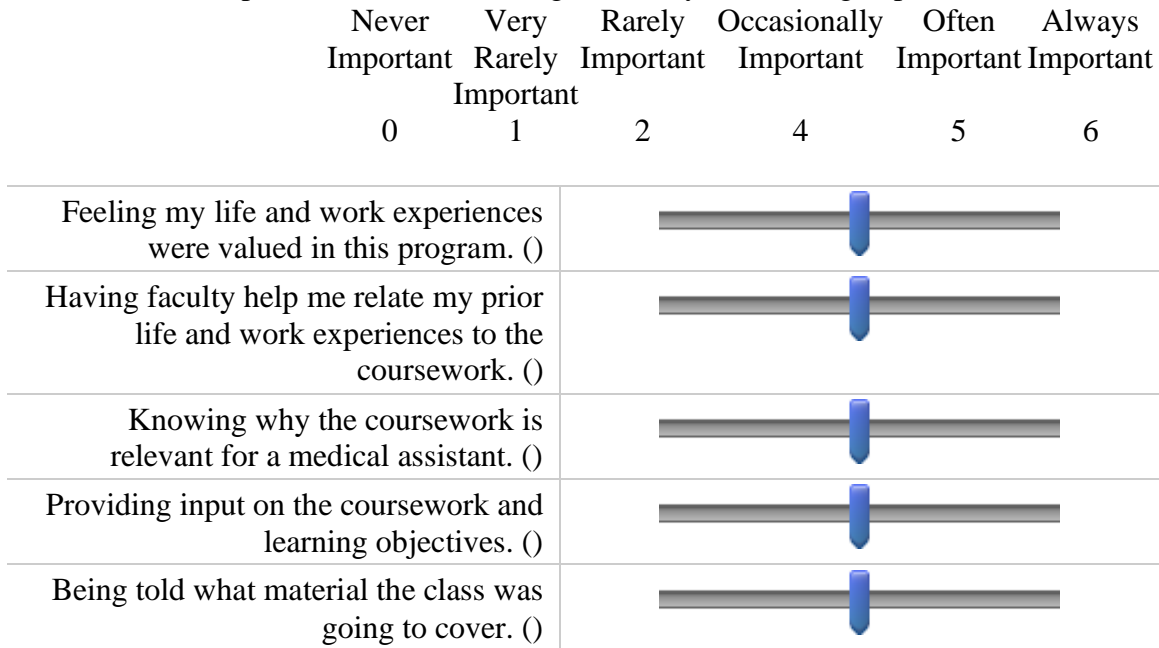 Never Very Rarely Occasionally Often Always
Important Rarely Important Important Important Important
Important
0 1 2 4 5 6
Feeling my life and work experiences
were valued in this program. ()
Having faculty help me relate my prior
life and work experiences to the
coursework. ()
Knowing why the coursework is
relevant for a medical assistant. ()
Providing input on the coursework and
learning objectives. ()
Being told what material the class was
going to cover. ()